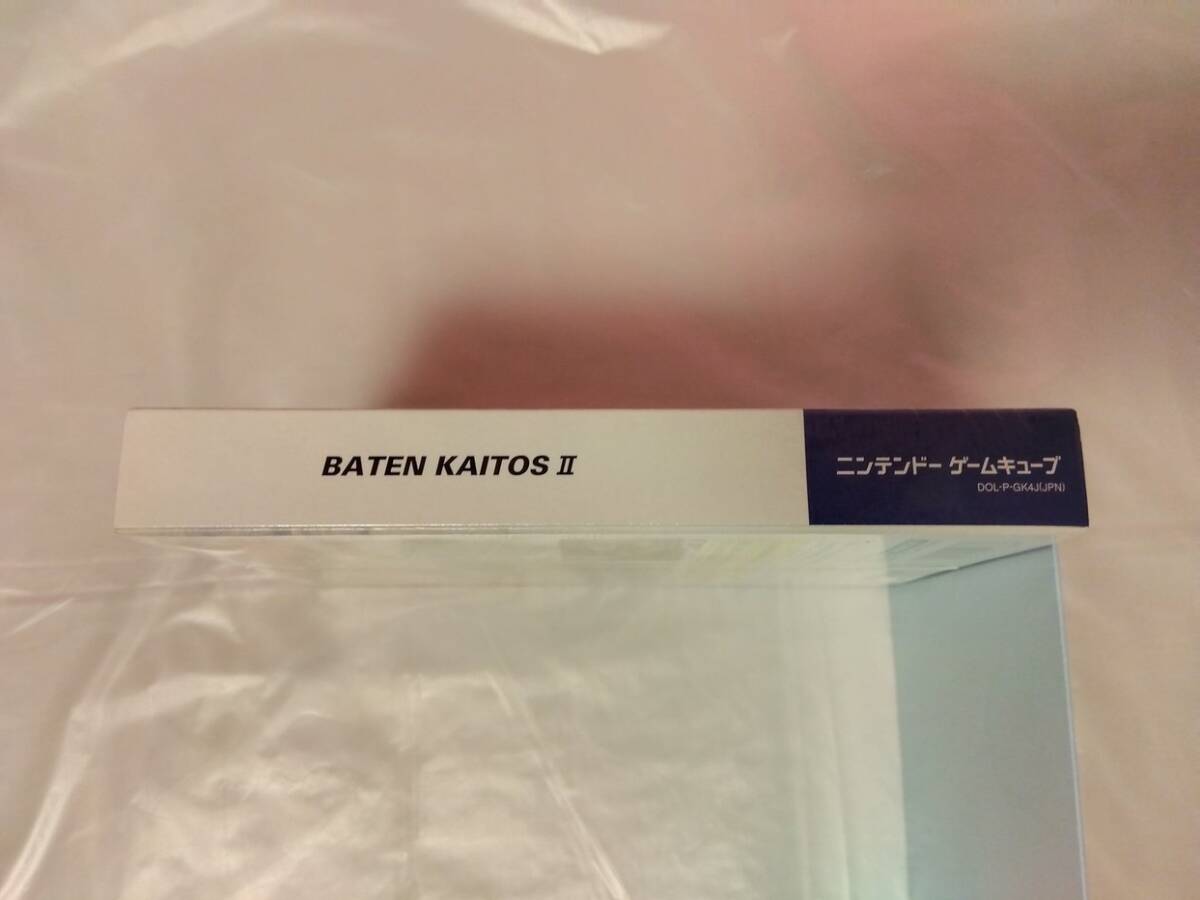 BATEN KAITOS II
ニンテンドー ゲームキューブ
DOL-P-GK4J(JPN)